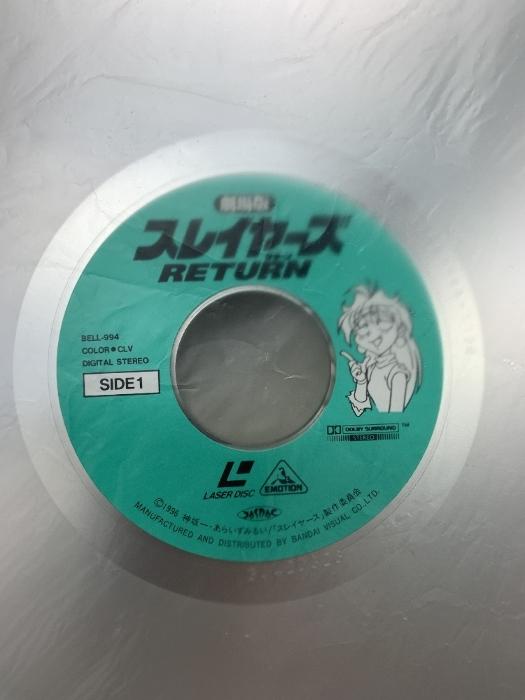 劇場版
スレイヤーズ
RETURN
BELL-994
COLOR●CLV
DIGITAL STEREO
SIDE1
DOLBY SURROUND
STEREO
TM
LASER DISC
EMOTION
JASRAC
©1996 神坂一・あらいずみるい/「スレイヤーズ」製作委員会
MANUFACTURED AND DISTRIBUTED BY BANDAI VISUAL CO.,LTD.